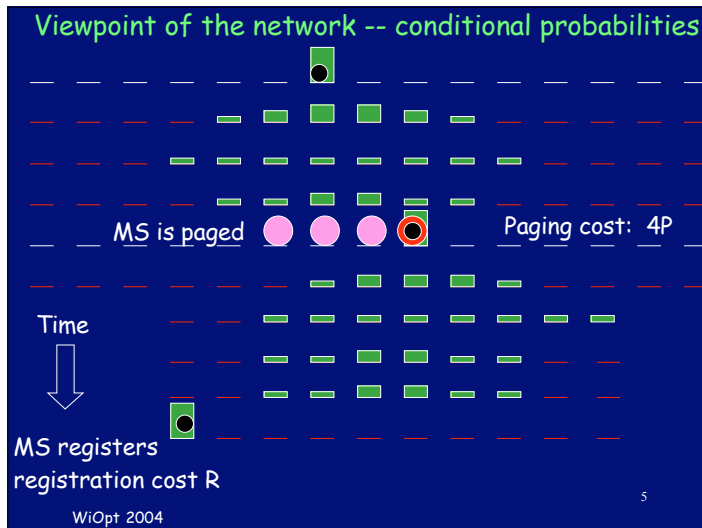 Viewpoint of the network -- conditional probabilities
MS is paged
Paging cost: 4P
Time
MS registers
registration cost R
5
WiOpt 2004